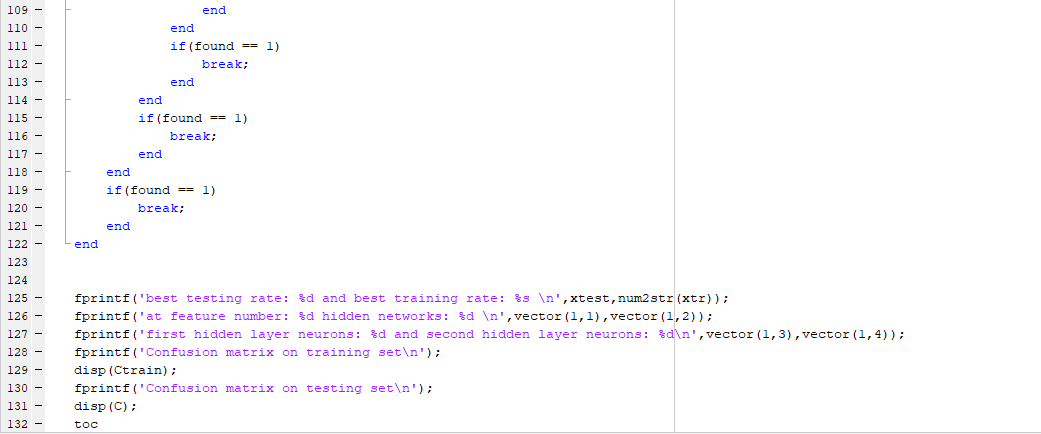 109 – end
110 – end
111 – if(found == 1)
112 – break;
113 – end
114 – end
115 – if(found == 1)
116 – break;
117 – end
118 – end
119 – if(found == 1)
120 – break;
121 – end
122 – end
123
124
125 – fprintf('best testing rate: %d and best training rate: %s \n',xtest,num2str(xtr));
126 – fprintf('at feature number: %d hidden networks: %d \n',vector(1,1),vector(1,2));
127 – fprintf('first hidden layer neurons: %d and second hidden layer neurons: %d\n',vector(1,3),vector(1,4));
128 – fprintf('Confusion matrix on training set\n');
129 – disp(Ctrain);
130 – fprintf('Confusion matrix on testing set\n');
131 – disp(C);
132 – toc